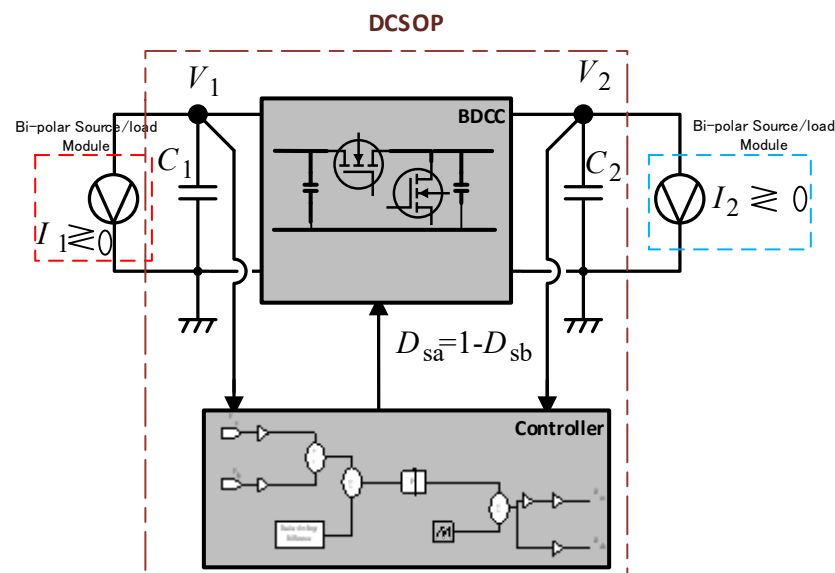 DCSOP
V1
V2
BDCC
Bi-polar Source/load
Module
Bi-polar Source/load
Module
C1
C2
I1≷0
I2 ≷ 0
Dsa=1-Dsb
Controller